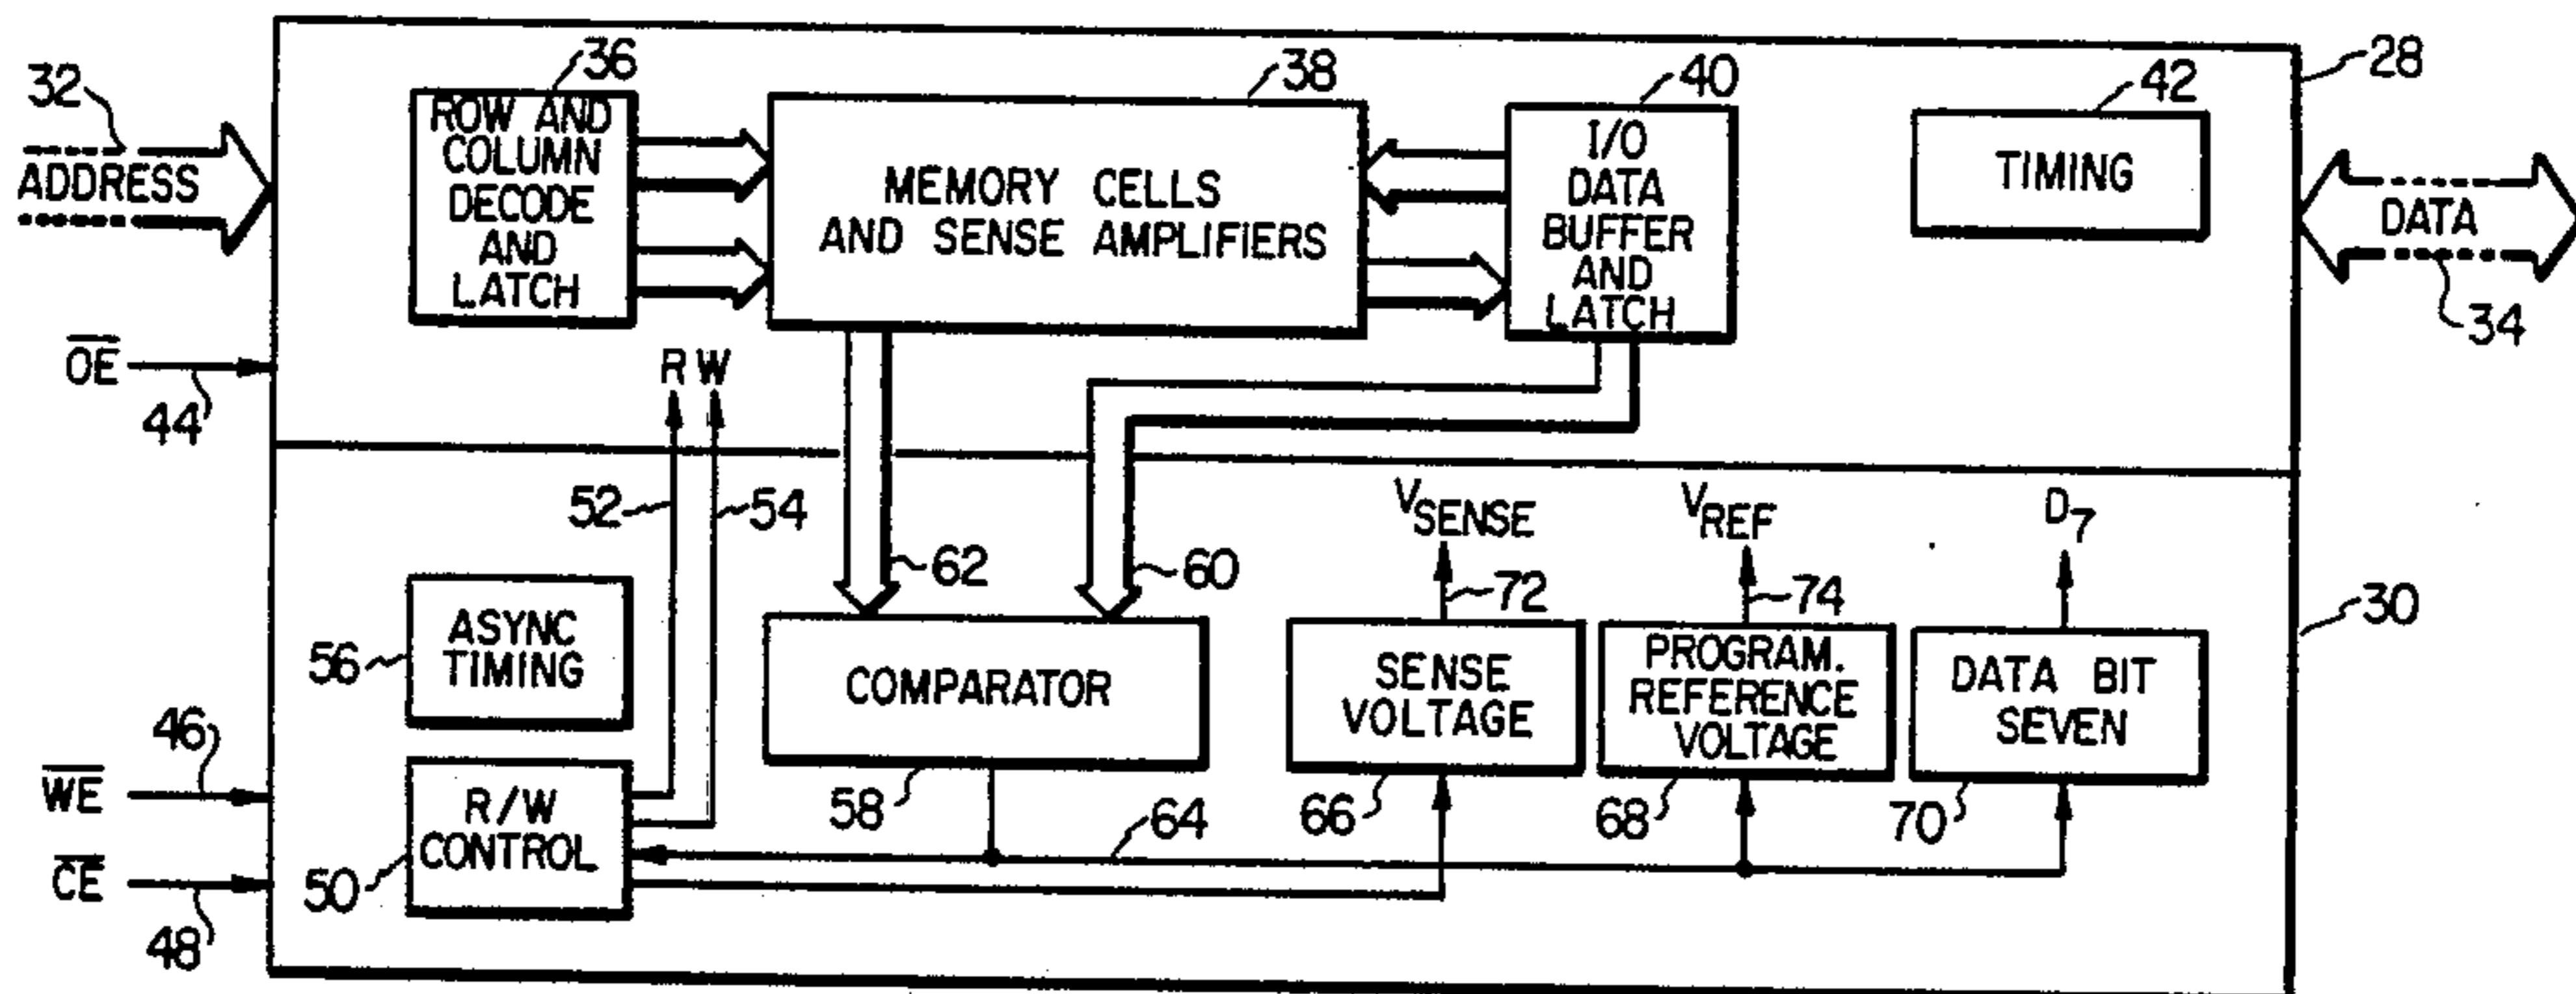 36
38
40
42
28
32
ADDRESS
ROW AND
COLUMN
DECODE
AND
LATCH
MEMORY CELLS
AND SENSE AMPLIFIERS
I/O
DATA
BUFFER
AND
LATCH
TIMING
DATA
34
O̅E̅
44
R W
52
54
62
60
VSENSE
72
VREF
74
D7
30
56
ASYNC
TIMING
COMPARATOR
58
SENSE
VOLTAGE
66
PROGRAM.
REFERENCE
VOLTAGE
68
DATA BIT
SEVEN
70
46
W̅E̅
C̅E̅
48
R/W
CONTROL
50
64